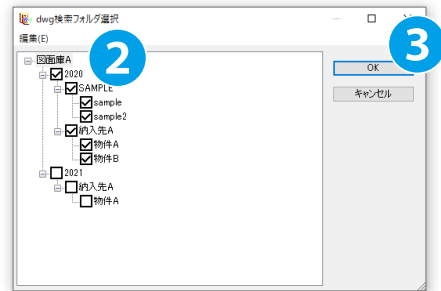 dwg検索フォルダ選択
編集(E)
2
3
図面庫A
2020
SAMPLE
sample
sample2
納入先A
物件A
物件B
2021
納入先A
物件A
OK
キャンセル